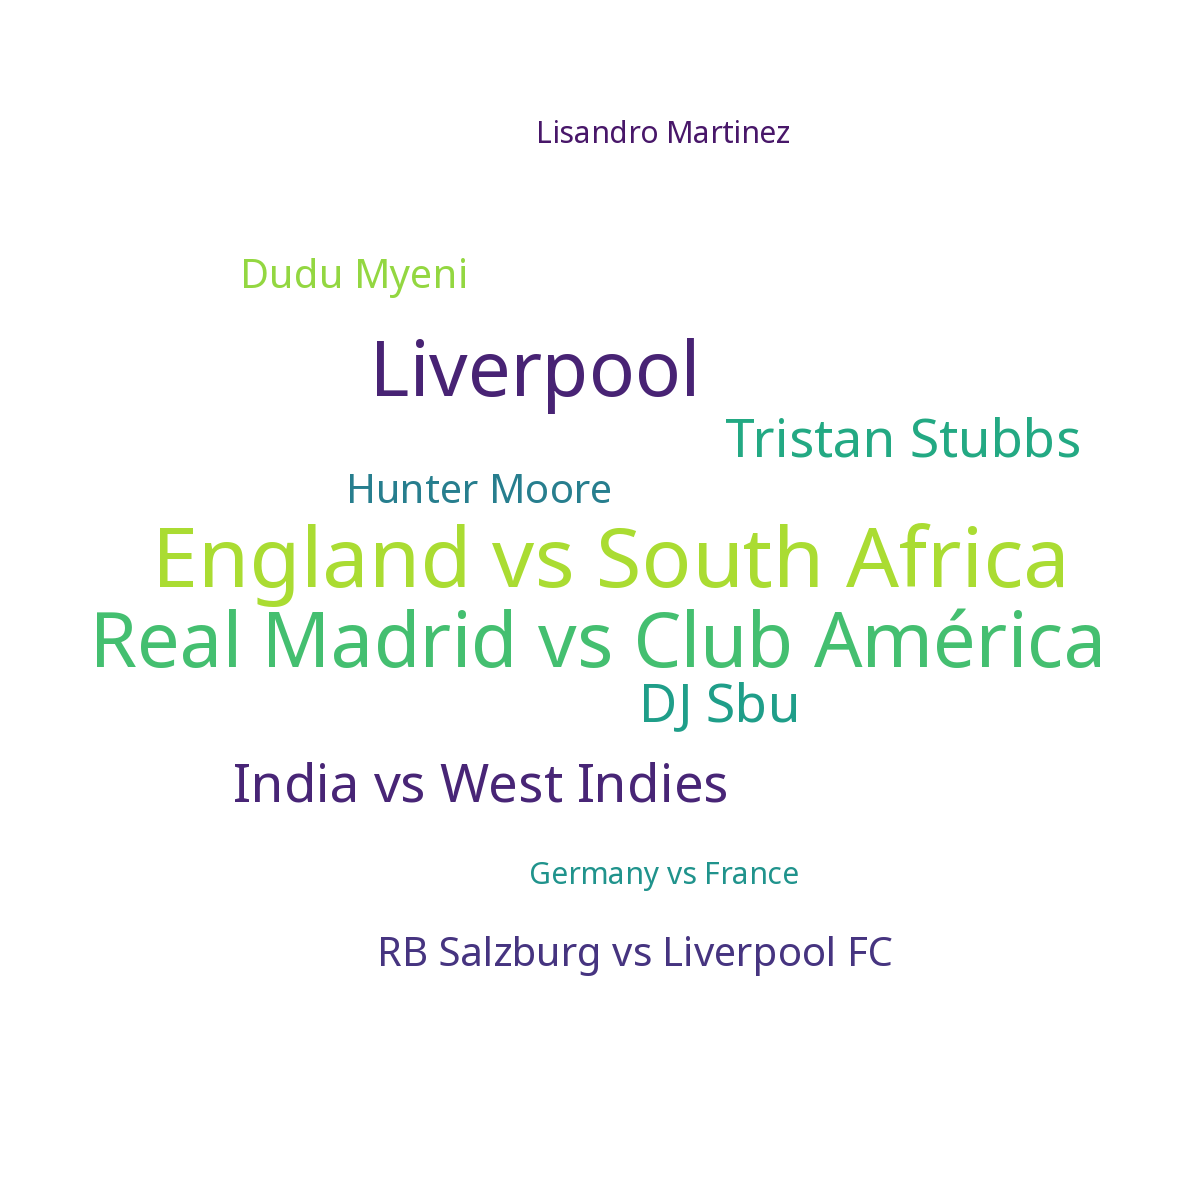 Lisandro Martinez
Dudu Myeni
Liverpool
Tristan Stubbs
Hunter Moore
England vs South Africa
Real Madrid vs Club América
DJ Sbu
India vs West Indies
Germany vs France
RB Salzburg vs Liverpool FC